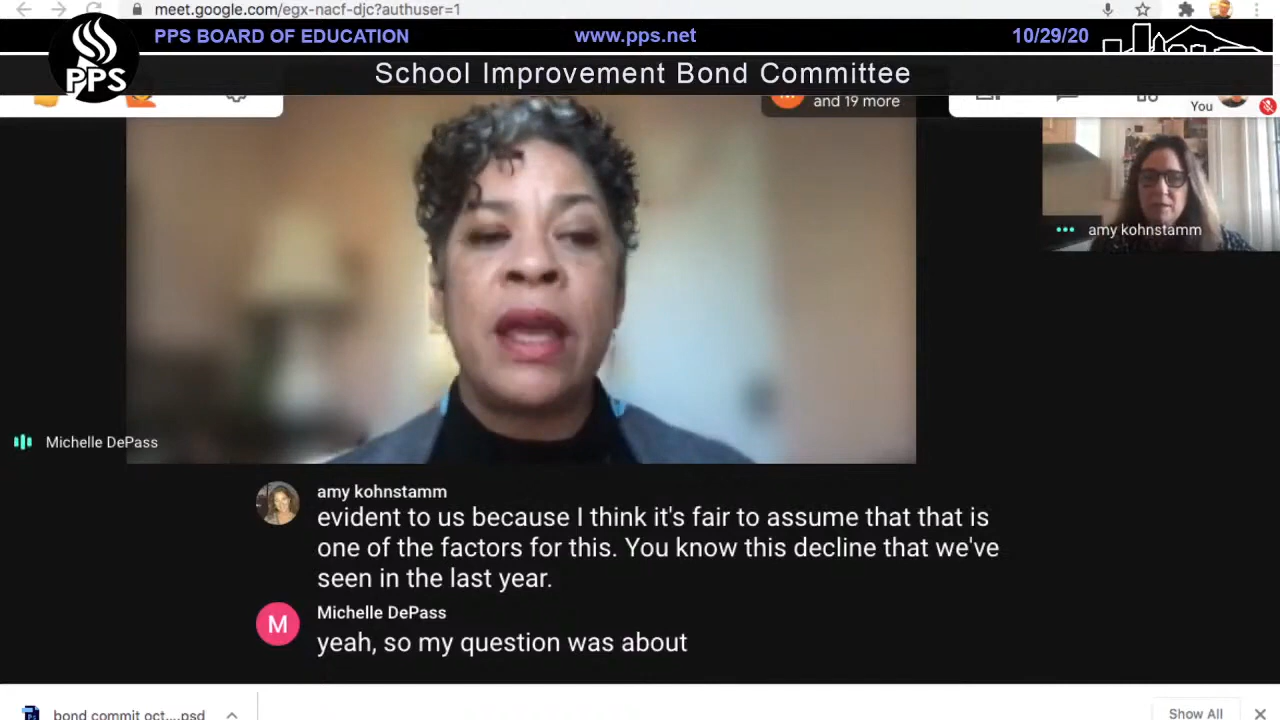 meet.google.com/egx-nacf-djc?authuser=1
PPS BOARD OF EDUCATION
www.pps.net
10/29/20
PPS
School Improvement Bond Committee
and 19 more
You
amy kohnstamm
Michelle DePass
amy kohnstamm
evident to us because I think it's fair to assume that that is
one of the factors for this. You know this decline that we've
seen in the last year.
M
Michelle DePass
yeah, so my question was about
bond commit oct....psd
Show All